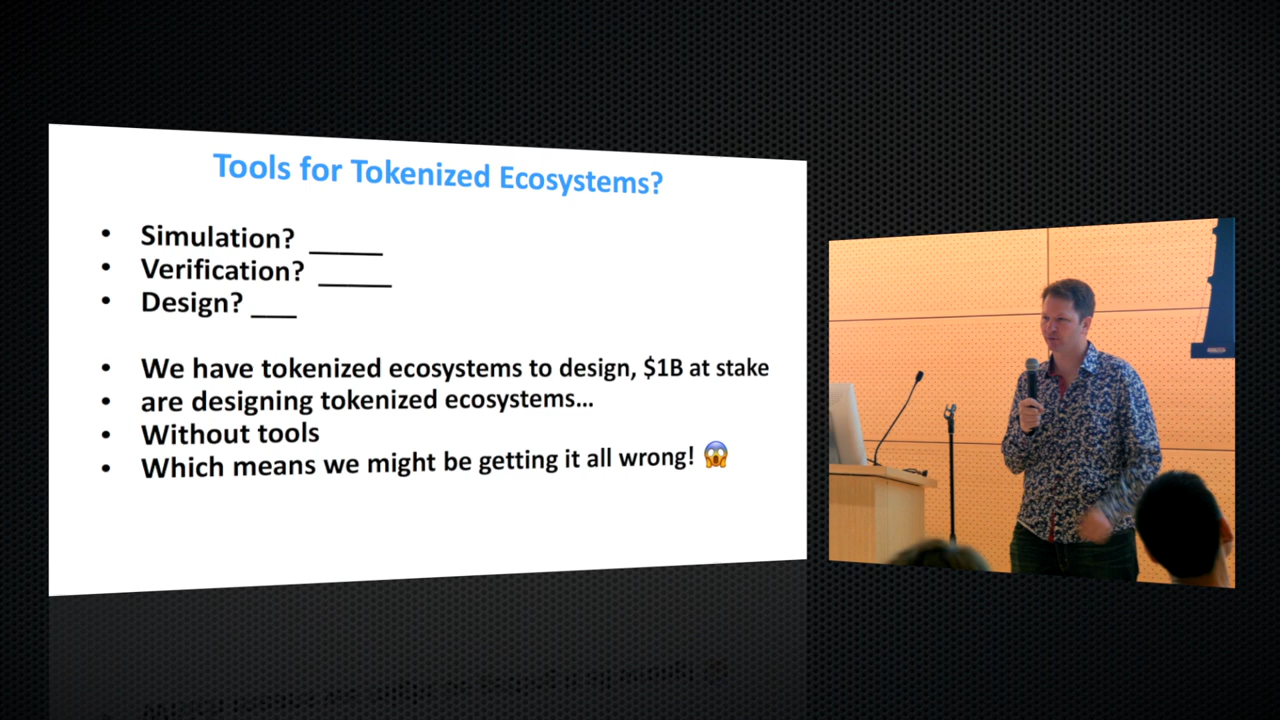 Tools for Tokenized Ecosystems?
• Simulation? _____
• Verification? _____
• Design? ___
• We have tokenized ecosystems to design, $1B at stake
• are designing tokenized ecosystems...
• Without tools
• Which means we might be getting it all wrong! 😱